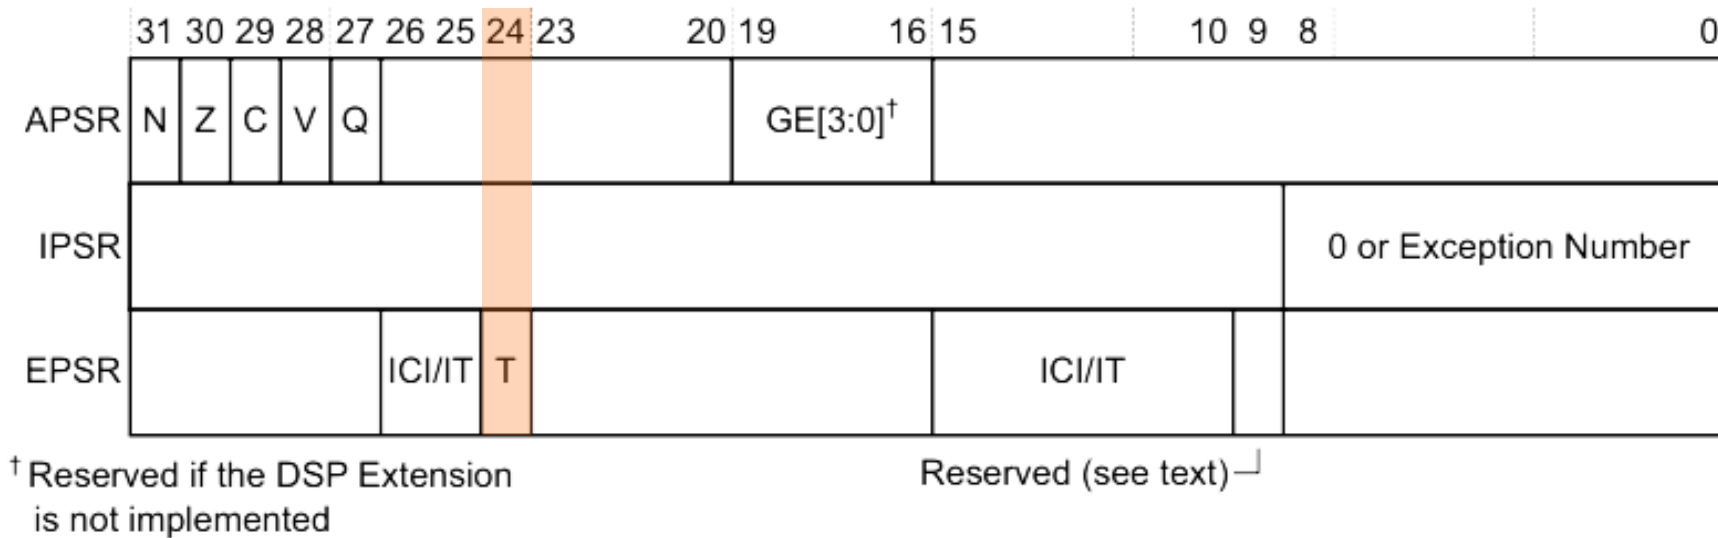 31 30 29 28 27 26 25 24 23 20 19 16 15 10 9 8 0
APSR N Z C V Q GE[3:0]†
IPSR 0 or Exception Number
EPSR ICI/IT T ICI/IT
† Reserved if the DSP Extension
is not implemented
Reserved (see text)